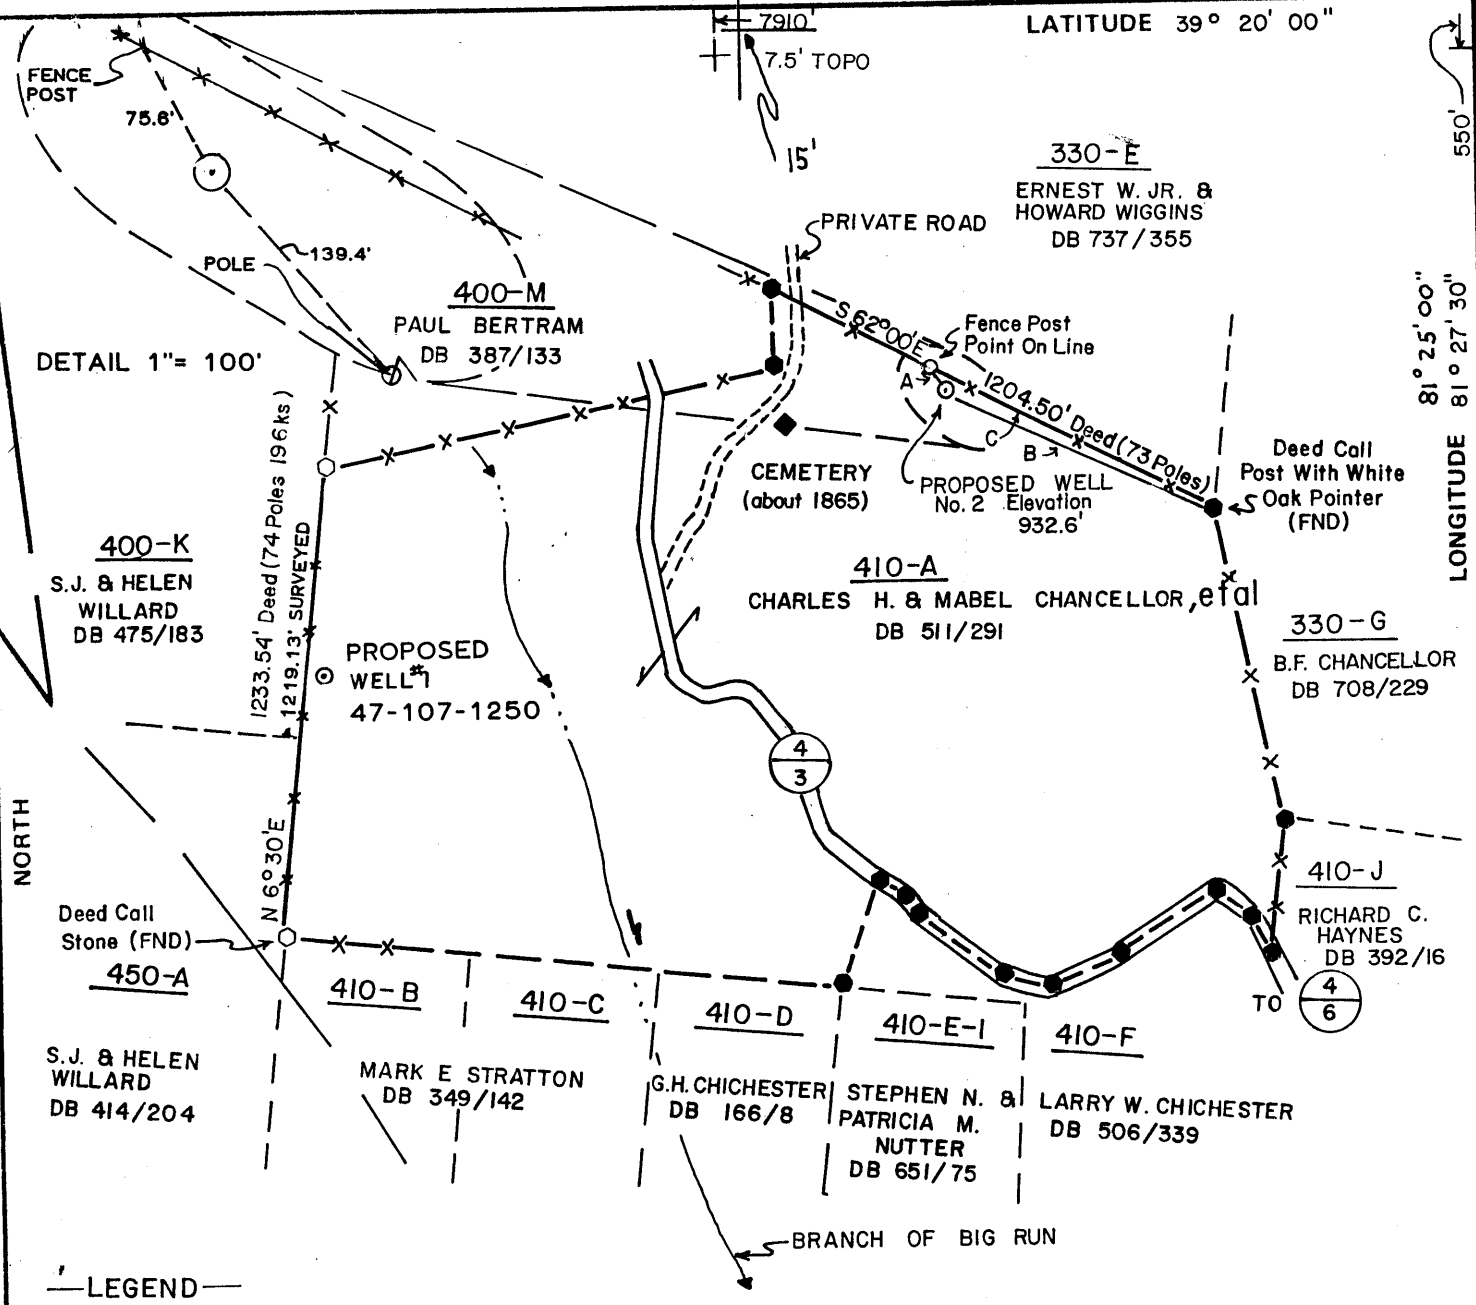 LATITUDE 39° 20' 00"
7910'
7.5' TOPO
15'
550'
81° 25' 00"
LONGITUDE 81° 27' 30"
FENCE
POST
75.6'
139.4'
POLE
DETAIL 1"= 100'
400-M
PAUL BERTRAM
DB 387/133
330-E
ERNEST W. JR. &
HOWARD WIGGINS
DB 737/355
PRIVATE ROAD
S 62°00'E
Fence Post
Point On Line
1204.50' Deed (73 Poles)
A
B
C
Deed Call
Post With White
Oak Pointer
(FND)
CEMETERY
(about 1865)
PROPOSED WELL
No. 2 Elevation
932.6'
1233.54' Deed (74 Poles 196 ks)
1219.13' SURVEYED
N 6°30'E
400-K
S.J. & HELEN
WILLARD
DB 475/183
PROPOSED
WELL #1
47-107-1250
410-A
CHARLES H. & MABEL CHANCELLOR, et al
DB 511/291
330-G
B.F. CHANCELLOR
DB 708/229
4
3
NORTH
Deed Call
Stone (FND)
410-J
RICHARD C.
HAYNES
DB 392/16
TO
4
6
450-A
S.J. & HELEN
WILLARD
DB 414/204
410-B
410-C
MARK E STRATTON
DB 349/142
410-D
G.H. CHICHESTER
DB 166/8
410-E-1
STEPHEN N. &
PATRICIA M.
NUTTER
DB 651/75
410-F
LARRY W. CHICHESTER
DB 506/339
BRANCH OF BIG RUN
LEGEND